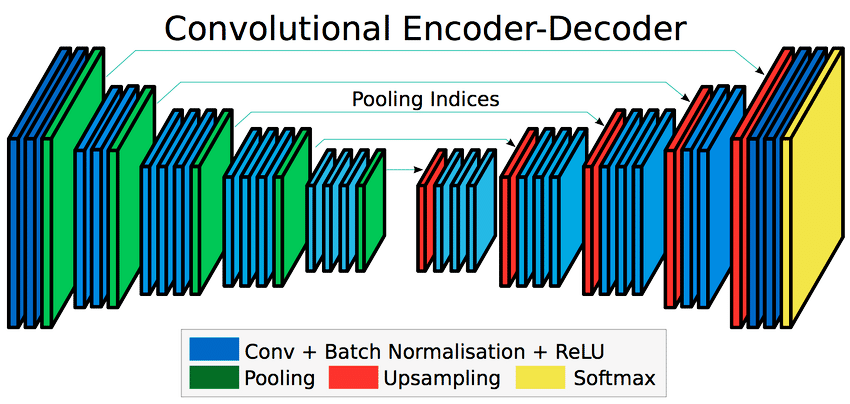 Convolutional Encoder-Decoder
Pooling Indices
Conv + Batch Normalisation + ReLU
Pooling Upsampling Softmax